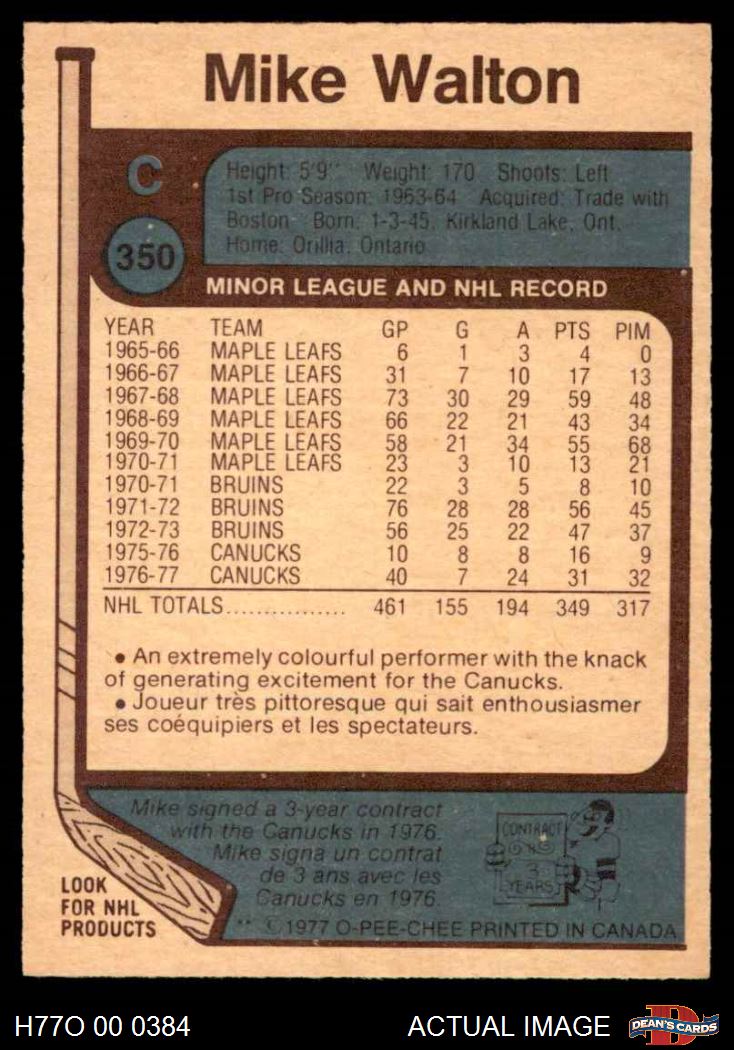 Mike Walton
C
350
Height: 5'9" Weight: 170 Shoots: Left
1st Pro Season: 1963-64 Acquired: Trade with
Boston Born: 1-3-45, Kirkland Lake, Ont.
Home: Orillia, Ontario
MINOR LEAGUE AND NHL RECORD
YEAR TEAM GP G A PTS PIM
1965-66 MAPLE LEAFS 6 1 3 4 0
1966-67 MAPLE LEAFS 31 7 10 17 13
1967-68 MAPLE LEAFS 73 30 29 59 48
1968-69 MAPLE LEAFS 66 22 21 43 34
1969-70 MAPLE LEAFS 58 21 34 55 68
1970-71 MAPLE LEAFS 23 3 10 13 21
1970-71 BRUINS 22 3 5 8 10
1971-72 BRUINS 76 28 28 56 45
1972-73 BRUINS 56 25 22 47 37
1975-76 CANUCKS 10 8 8 16 9
1976-77 CANUCKS 40 7 24 31 32
NHL TOTALS................ 461 155 194 349 317
• An extremely colourful performer with the knack
of generating excitement for the Canucks.
• Joueur très pittoresque qui sait enthousiasmer
ses coéquipiers et les spectateurs.
Mike signed a 3-year contract
with the Canucks in 1976.
Mike signa un contrat
de 3 ans avec les
Canucks en 1976.
CONTRACT
3
YEARS
LOOK
FOR NHL
PRODUCTS
** © 1977 O-PEE-CHEE PRINTED IN CANADA
H77O 00 0384 ACTUAL IMAGE
D
DEAN'S CARDS